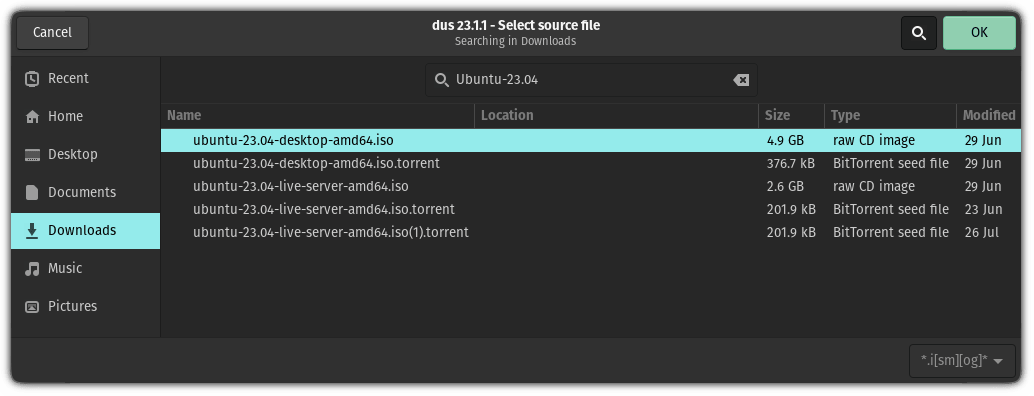 Cancel
dus 23.1.1 - Select source file
Searching in Downloads
OK
Recent
Home
Desktop
Documents
Downloads
Music
Pictures
Ubuntu-23.04
Name Location Size Type Modified
ubuntu-23.04-desktop-amd64.iso 4.9 GB raw CD image 29 Jun
ubuntu-23.04-desktop-amd64.iso.torrent 376.7 kB BitTorrent seed file 29 Jun
ubuntu-23.04-live-server-amd64.iso 2.6 GB raw CD image 29 Jun
ubuntu-23.04-live-server-amd64.iso.torrent 201.9 kB BitTorrent seed file 23 Jun
ubuntu-23.04-live-server-amd64.iso(1).torrent 201.9 kB BitTorrent seed file 26 Jul
*.i[sm][og]*